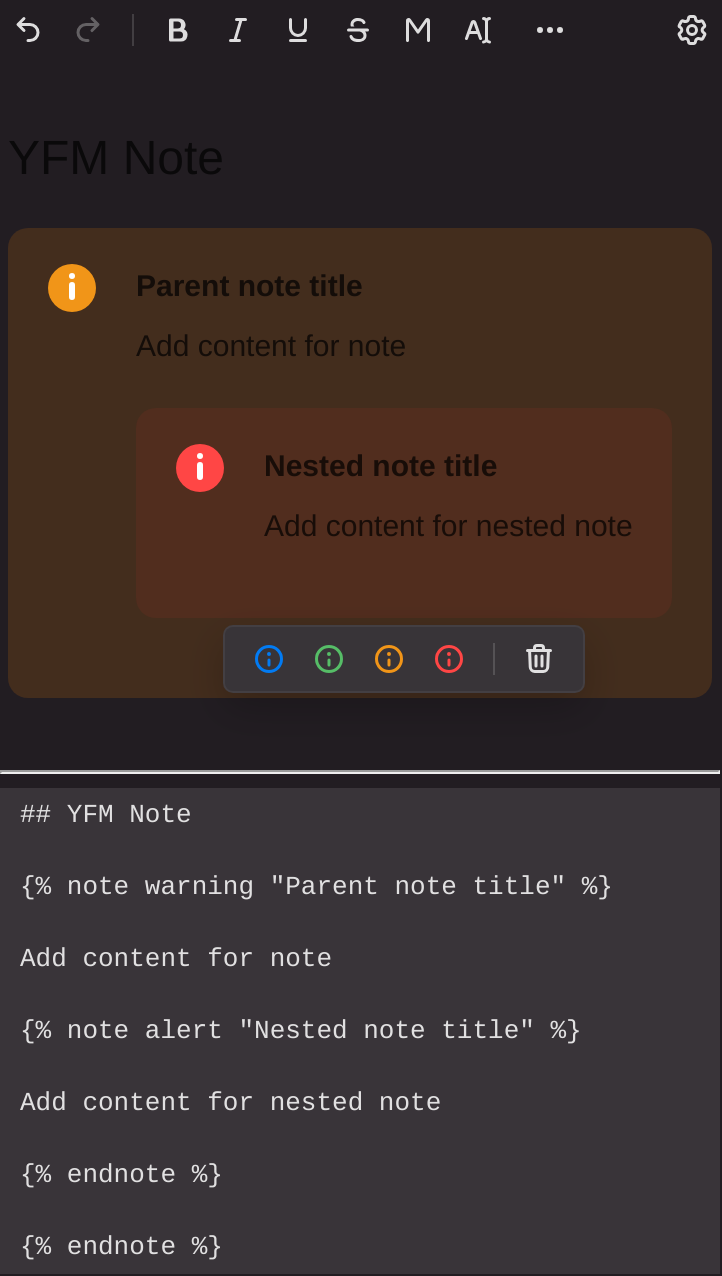 YFM Note
Parent note title
Add content for note
Nested note title
Add content for nested note
## YFM Note
{% note warning "Parent note title" %}
Add content for note
{% note alert "Nested note title" %}
Add content for nested note
{% endnote %}
{% endnote %}